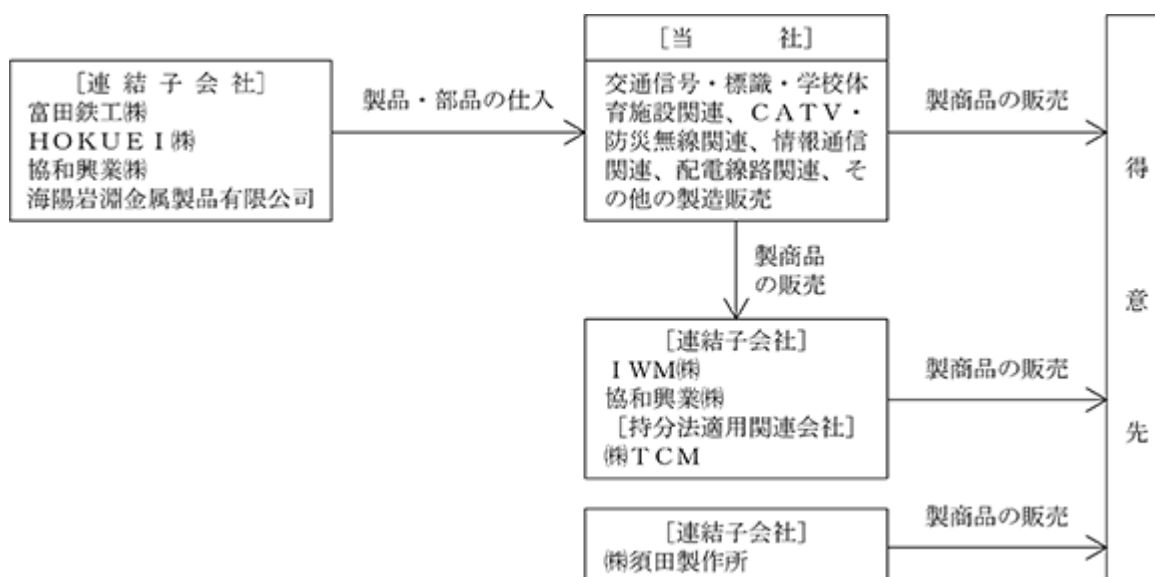 [連結子会社]
富田鉄工㈱
HOKUEI㈱
協和興業㈱
海陽岩淵金属製品有限公司
製品・部品の仕入
[当　　社]
交通信号・標識・学校体
育施設関連、CATV・
防災無線関連、情報通信
関連、配電線路関連、そ
の他の製造販売
製商品の販売
製商品
の販売
[連結子会社]
IWM㈱
協和興業㈱
[持分法適用関連会社]
㈱TCM
製商品の販売
[連結子会社]
㈱須田製作所
製商品の販売
得意先